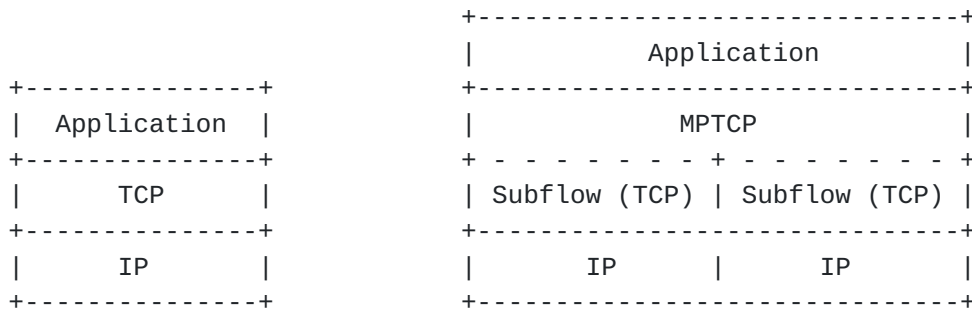 +-------------------------------+
                             |           Application         |
+---------------+            +-------------------------------+
|  Application  |            |             MPTCP             |
+---------------+            + - - - - - - - + - - - - - - - +
|      TCP      |            | Subflow (TCP) | Subflow (TCP) |
+---------------+            +-------------------------------+
|      IP       |            |       IP      |      IP       |
+---------------+            +-------------------------------+